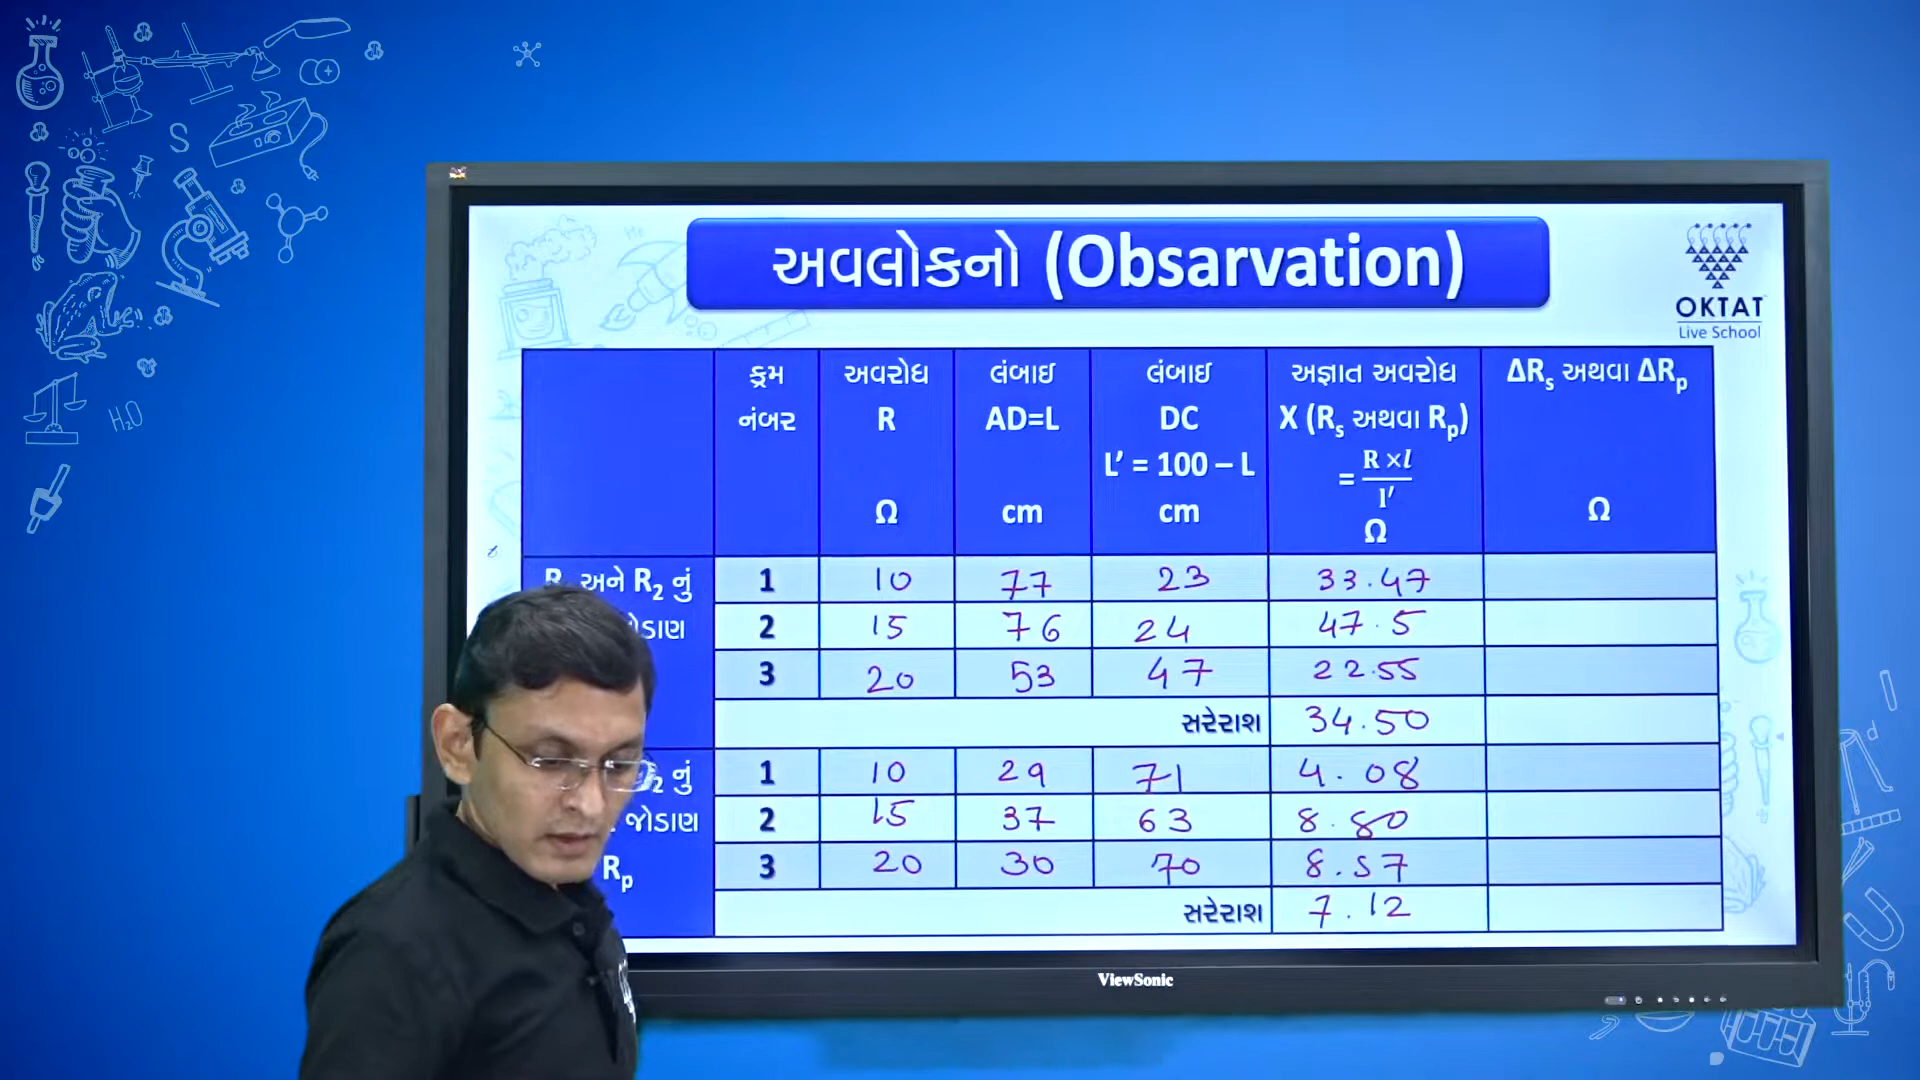 અવલોકનો (Obsarvation)
OKTAT
Live School
ક્રમ નંબર
અવરોધ R Ω
લંબાઇ AD=L cm
લંબાઇ DC L' = 100 – L cm
અજ્ઞાત અવરોધ X (Rs અથવા Rp) = R × l / l' Ω
ΔRs અથવા ΔRp Ω
અને R2 નું
1 10 77 23 33.47
2 15 76 24 47.5
3 20 53 47 22.55
સરેરાશ 34.50
2 નું
જોડાણ
Rp
1 10 29 71 4.08
2 15 37 63 8.80
3 20 30 70 8.57
સરેરાશ 7.12
ViewSonic
S
H2O